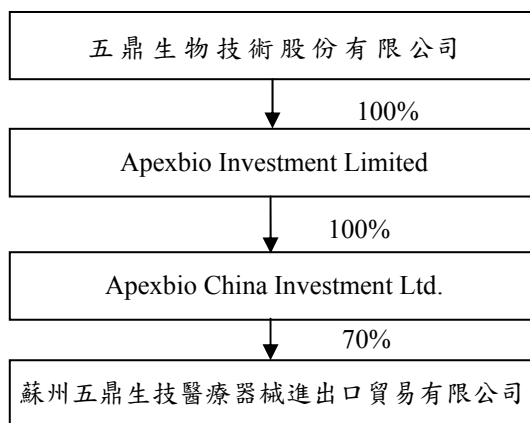 五鼎生物技術股份有限公司
100%
Apexbio Investment Limited
100%
Apexbio China Investment Ltd.
70%
蘇州五鼎生技醫療器械進出口貿易有限公司